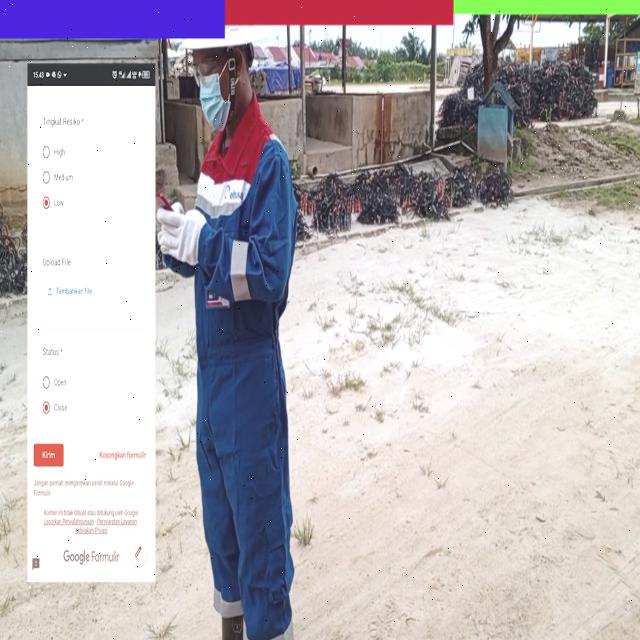 15.43
Tingkat Resiko *
High
Medium
Low
Upload File
Tambahkan file
Status *
Open
Close
Kirim
Kosongkan formulir
Jangan pernah mengirimkan sandi melalui Google
Formulir.
Konten ini tidak dibuat atau didukung oleh Google.
Laporkan Penyalahgunaan - Persyaratan Layanan
Kebijakan Privasi
Google Formulir